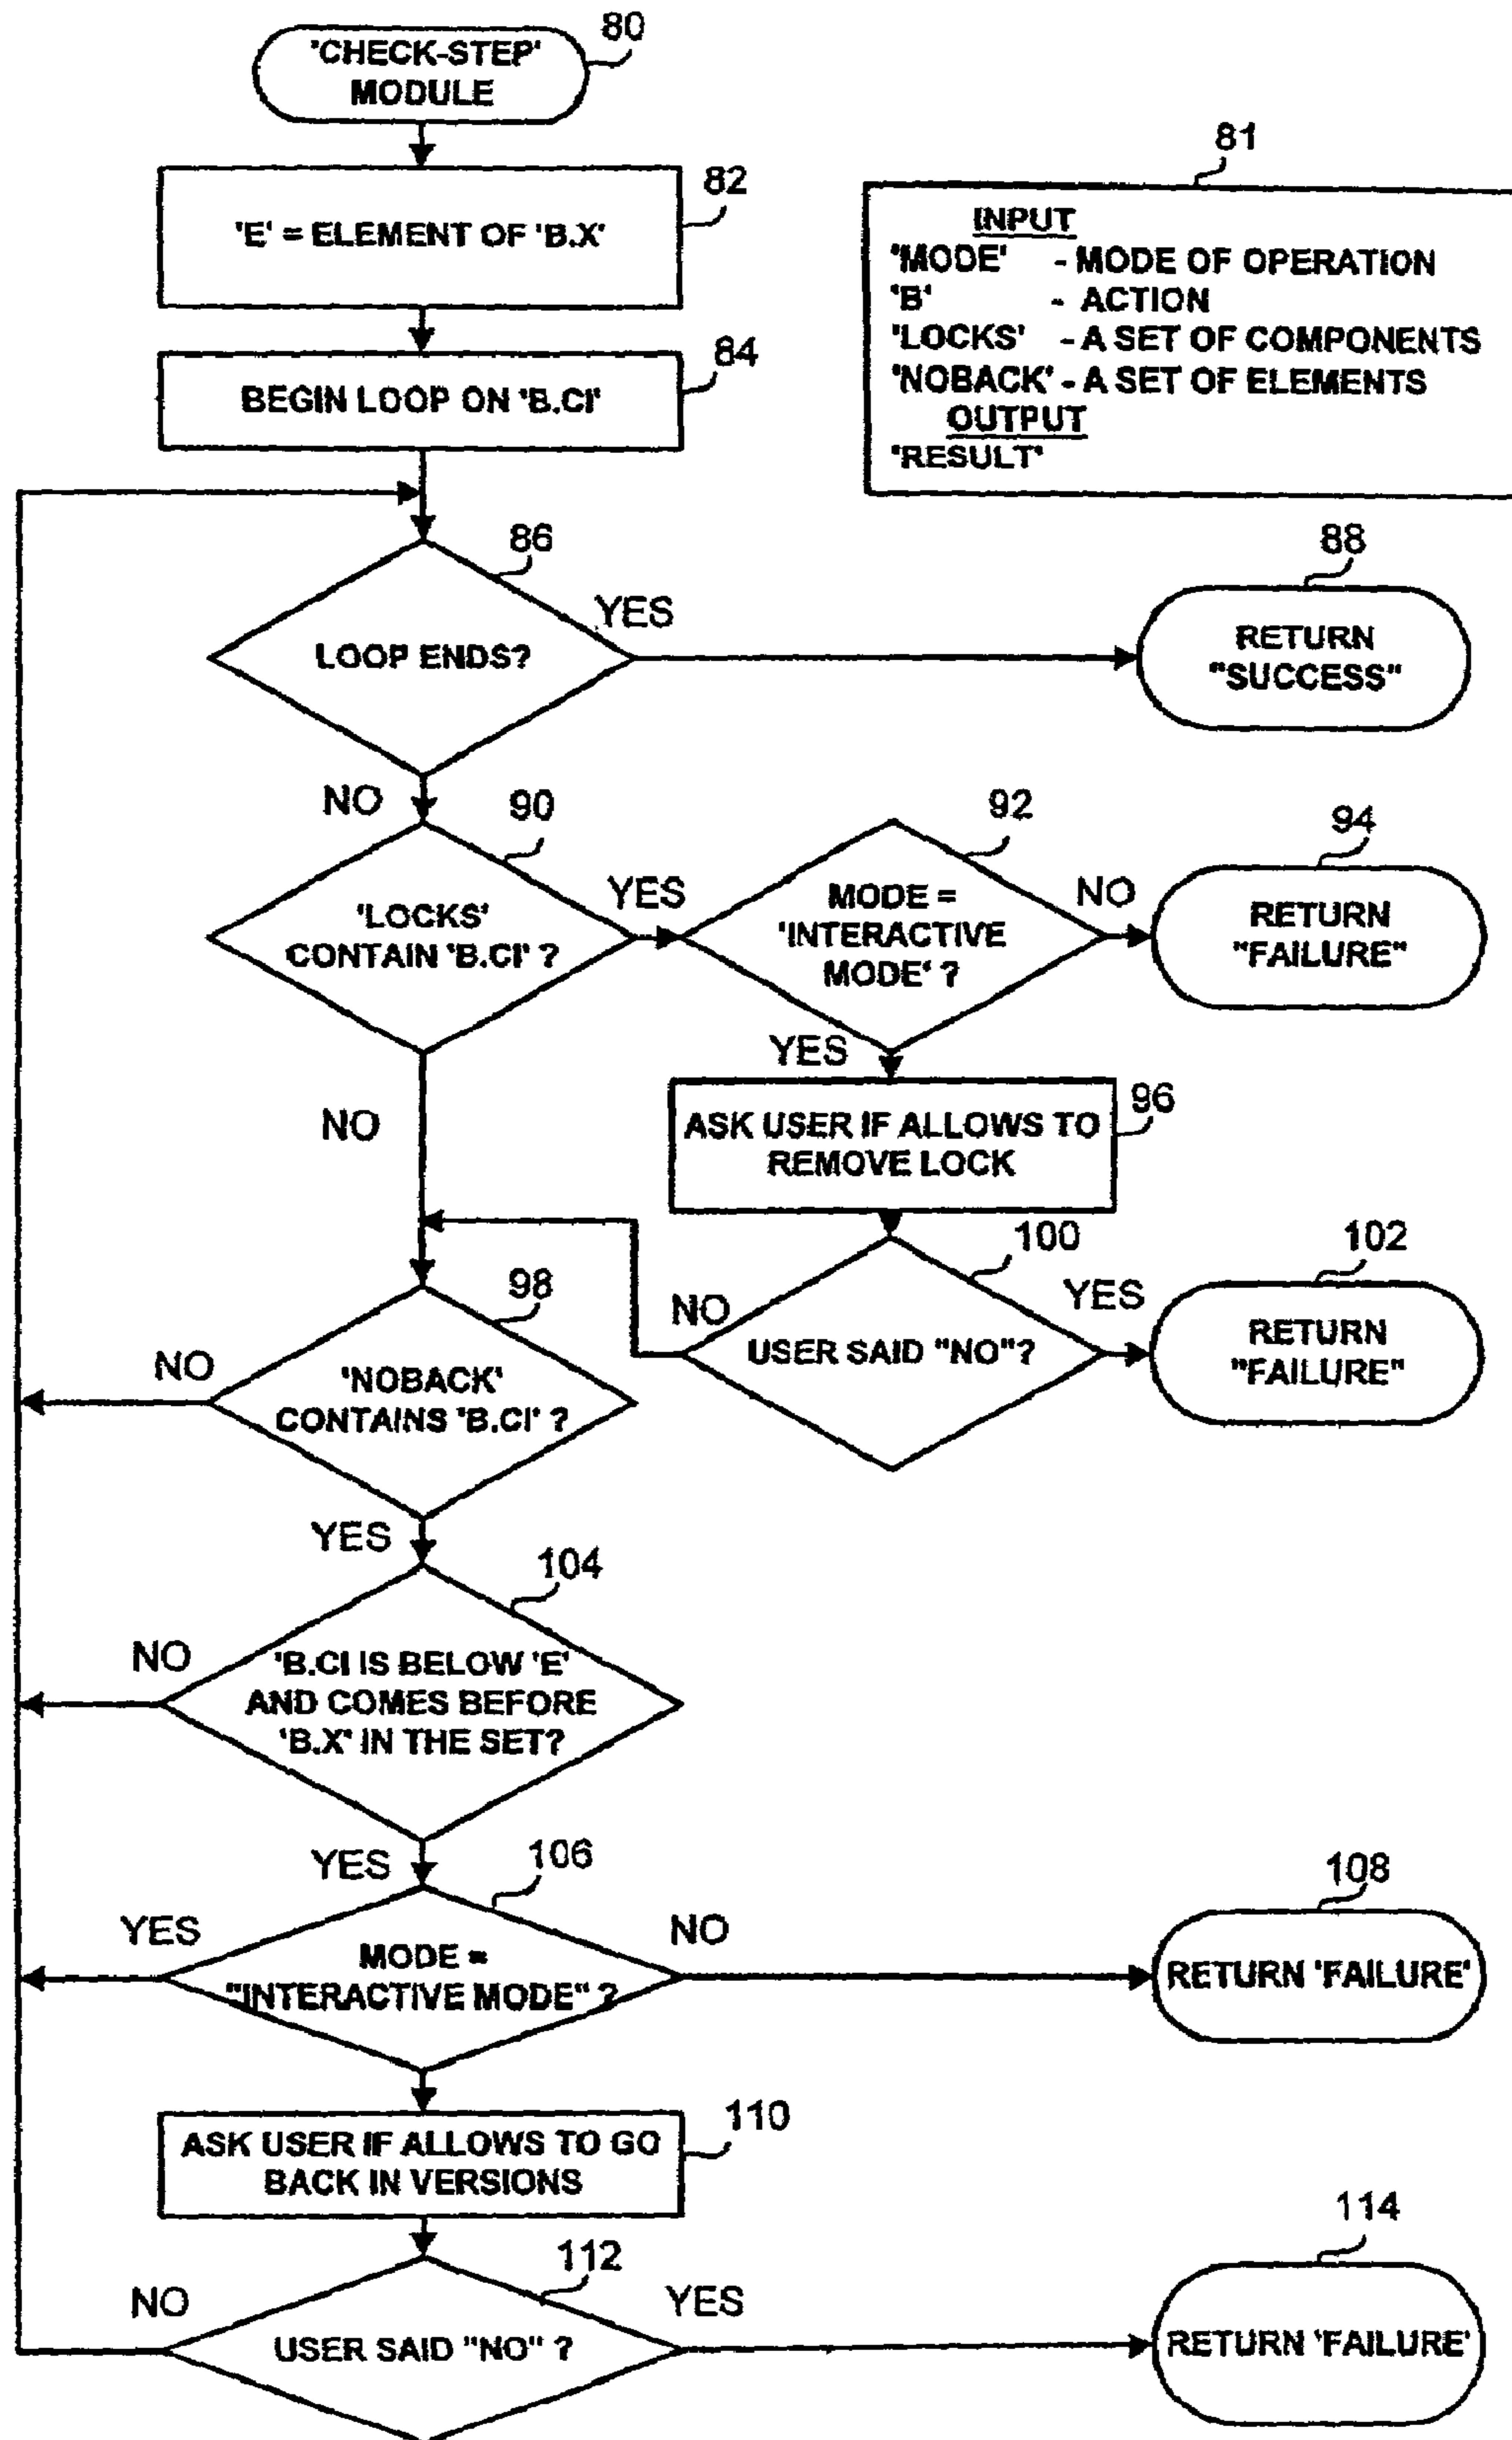 80
'CHECK-STEP'
MODULE
82
'E' = ELEMENT OF 'B.X'
81
INPUT
'MODE' - MODE OF OPERATION
'B' - ACTION
'LOCKS' - A SET OF COMPONENTS
'NOBACK' - A SET OF ELEMENTS
OUTPUT
'RESULT'
84
BEGIN LOOP ON 'B.CI'
86
LOOP ENDS?
YES
88
RETURN
"SUCCESS"
NO
90
'LOCKS'
CONTAIN 'B.CI' ?
YES
92
MODE =
'INTERACTIVE
MODE' ?
NO
94
RETURN
"FAILURE"
YES
NO
96
ASK USER IF ALLOWS TO
REMOVE LOCK
98
'NOBACK'
CONTAINS 'B.CI' ?
NO
100
USER SAID "NO"?
NO
YES
102
RETURN
"FAILURE"
YES
104
'B.CI IS BELOW 'E'
AND COMES BEFORE
'B.X' IN THE SET?
NO
YES
106
MODE =
"INTERACTIVE MODE" ?
YES
NO
108
RETURN 'FAILURE'
110
ASK USER IF ALLOWS TO GO
BACK IN VERSIONS
112
USER SAID "NO" ?
NO
YES
114
RETURN 'FAILURE'